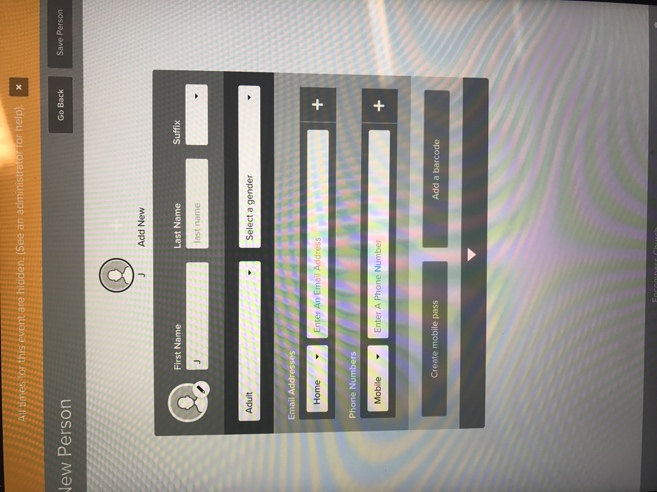 All types for this event are hidden. (See an administrator for help). ×
New Person
Go Back
Save Person
J
Add New
First Name
Last Name
Suffix
J
last name
Adult
Select a gender
Email Addresses
Home
Enter An Email Address
+
Phone Numbers
Mobile
Enter A Phone Number
+
Create mobile pass
Add a barcode